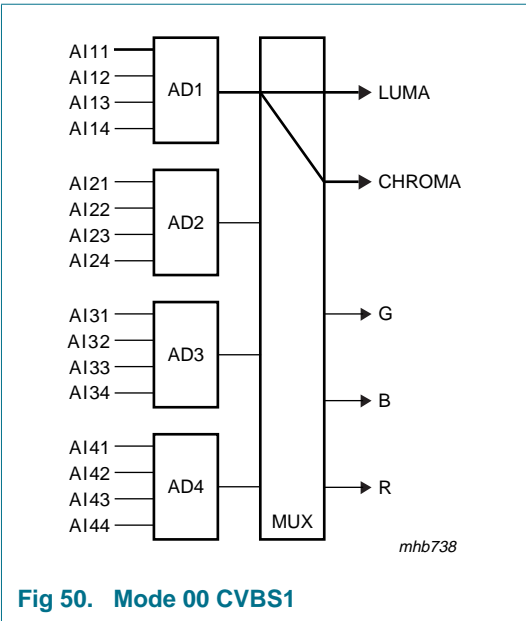 AI11
AI12
AI13
AI14
AD1
LUMA
CHROMA
AI21
AI22
AI23
AI24
AD2
AI31
AI32
AI33
AI34
AD3
G
B
AI41
AI42
AI43
AI44
AD4
R
MUX
mhb738
Fig 50. Mode 00 CVBS1